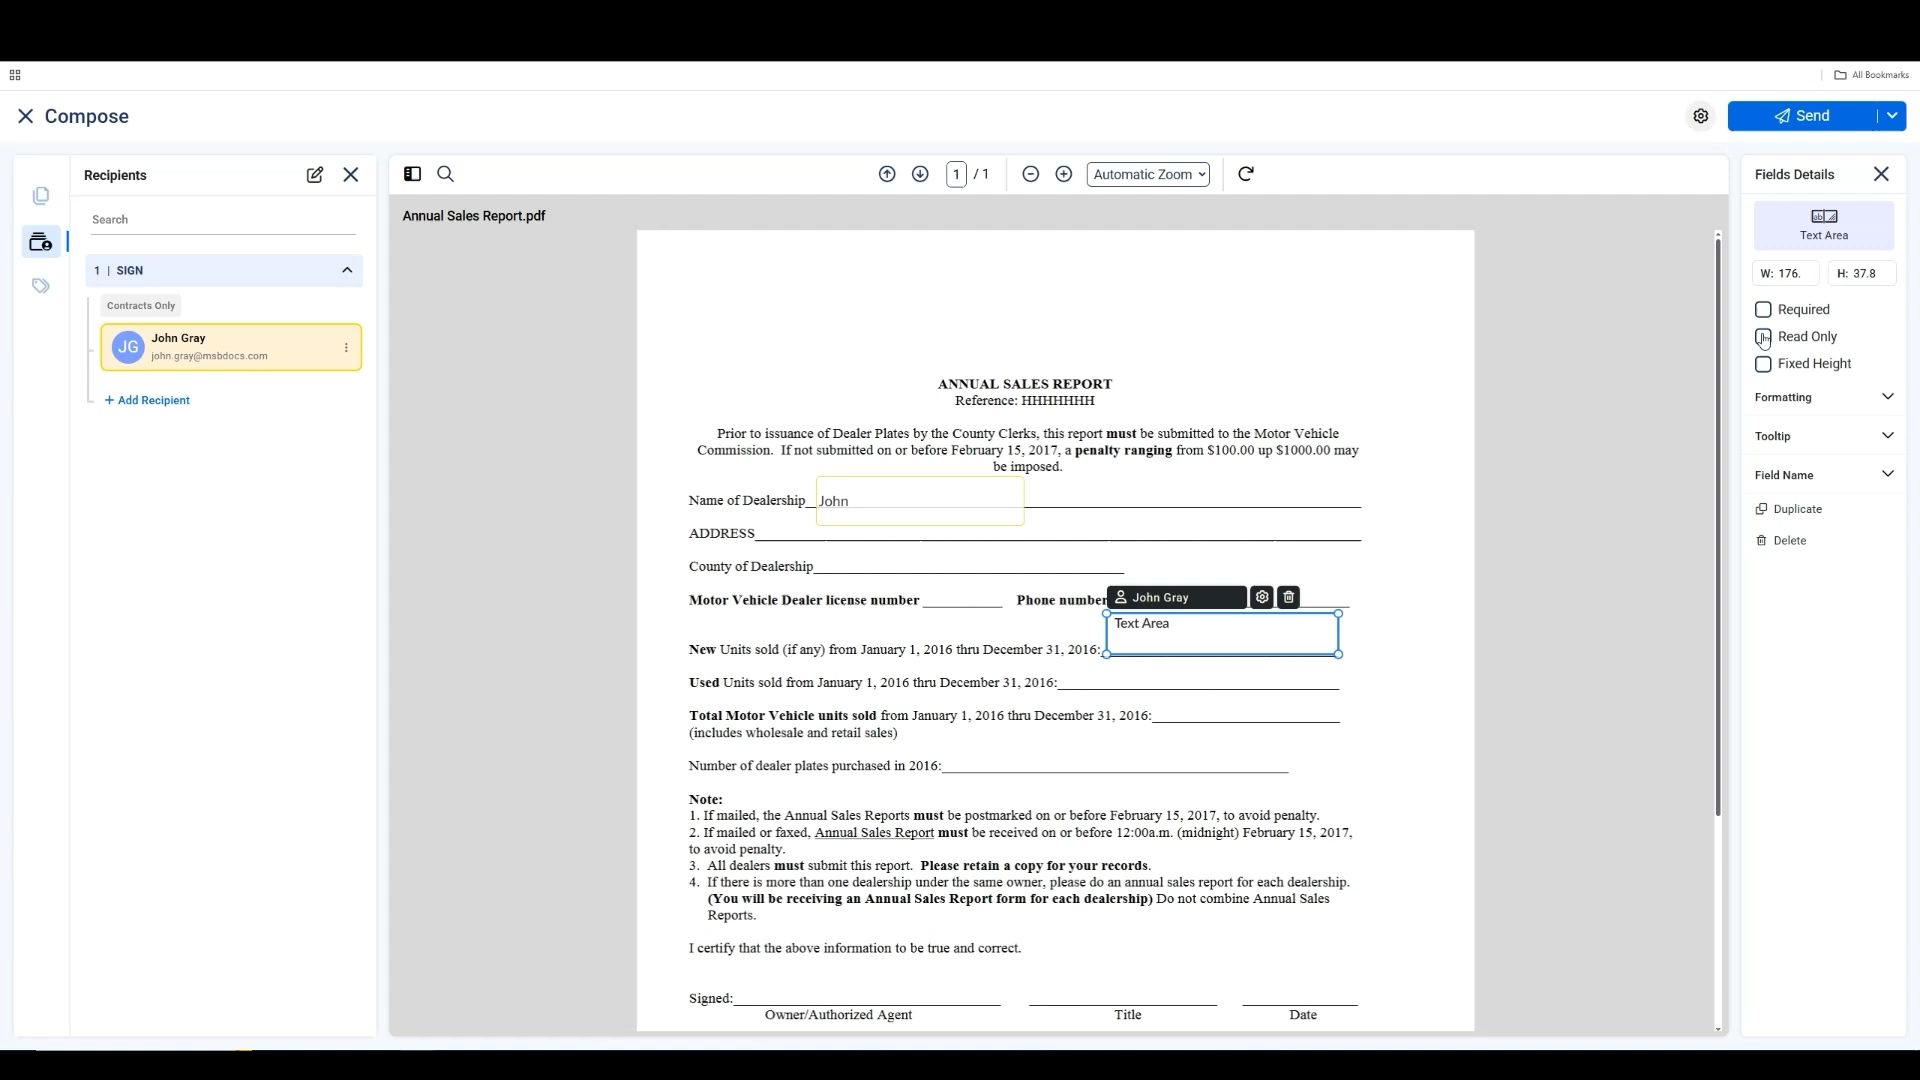 All Bookmarks
Compose
Send
Recipients
Search
1 | SIGN
Contracts Only
JG
John Gray
john.gray@msbdocs.com
+ Add Recipient
1 / 1
Automatic Zoom
Annual Sales Report.pdf
ANNUAL SALES REPORT
Reference: HHHHHHH
Prior to issuance of Dealer Plates by the County Clerks, this report must be submitted to the Motor Vehicle
Commission. If not submitted on or before February 15, 2017, a penalty ranging from $100.00 up $1000.00 may
be imposed.
Name of Dealership John
ADDRESS
County of Dealership
Motor Vehicle Dealer license number Phone number
John Gray
Text Area
New Units sold (if any) from January 1, 2016 thru December 31, 2016:
Used Units sold from January 1, 2016 thru December 31, 2016:
Total Motor Vehicle units sold from January 1, 2016 thru December 31, 2016:
(includes wholesale and retail sales)
Number of dealer plates purchased in 2016:
Note:
1. If mailed, the Annual Sales Reports must be postmarked on or before February 15, 2017, to avoid penalty.
2. If mailed or faxed, Annual Sales Report must be received on or before 12:00a.m. (midnight) February 15, 2017,
to avoid penalty.
3. All dealers must submit this report. Please retain a copy for your records.
4. If there is more than one dealership under the same owner, please do an annual sales report for each dealership.
(You will be receiving an Annual Sales Report form for each dealership) Do not combine Annual Sales
Reports.
I certify that the above information to be true and correct.
Signed:
Owner/Authorized Agent Title Date
Fields Details
Text Area
W: 176. H: 37.8
Required
Read Only
Fixed Height
Formatting
Tooltip
Field Name
Duplicate
Delete